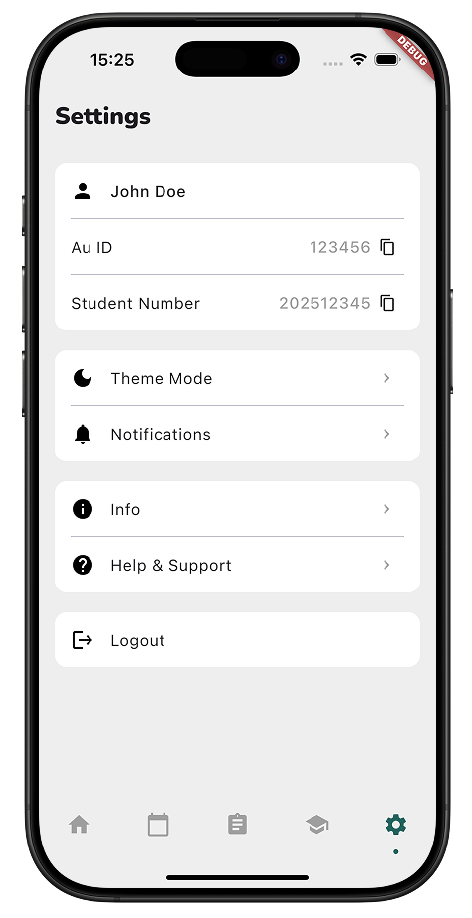 15:25
DEBUG
Settings
John Doe
Au ID 123456
Student Number 202512345
Theme Mode
Notifications
Info
Help & Support
Logout